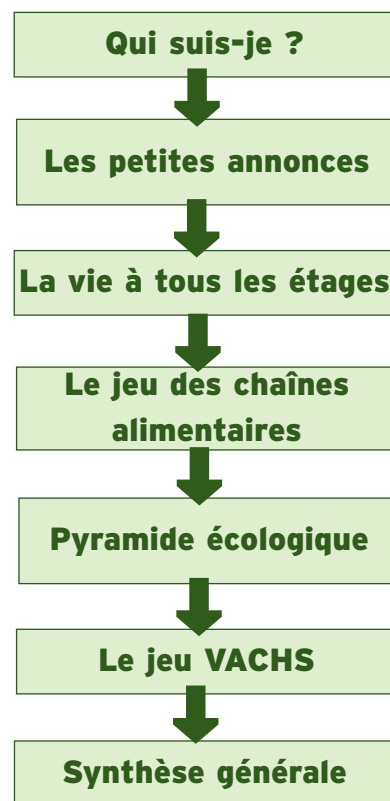 Qui suis-je ?
Les petites annonces
La vie à tous les étages
Le jeu des chaînes
alimentaires
Pyramide écologique
Le jeu VACHS
Synthèse générale